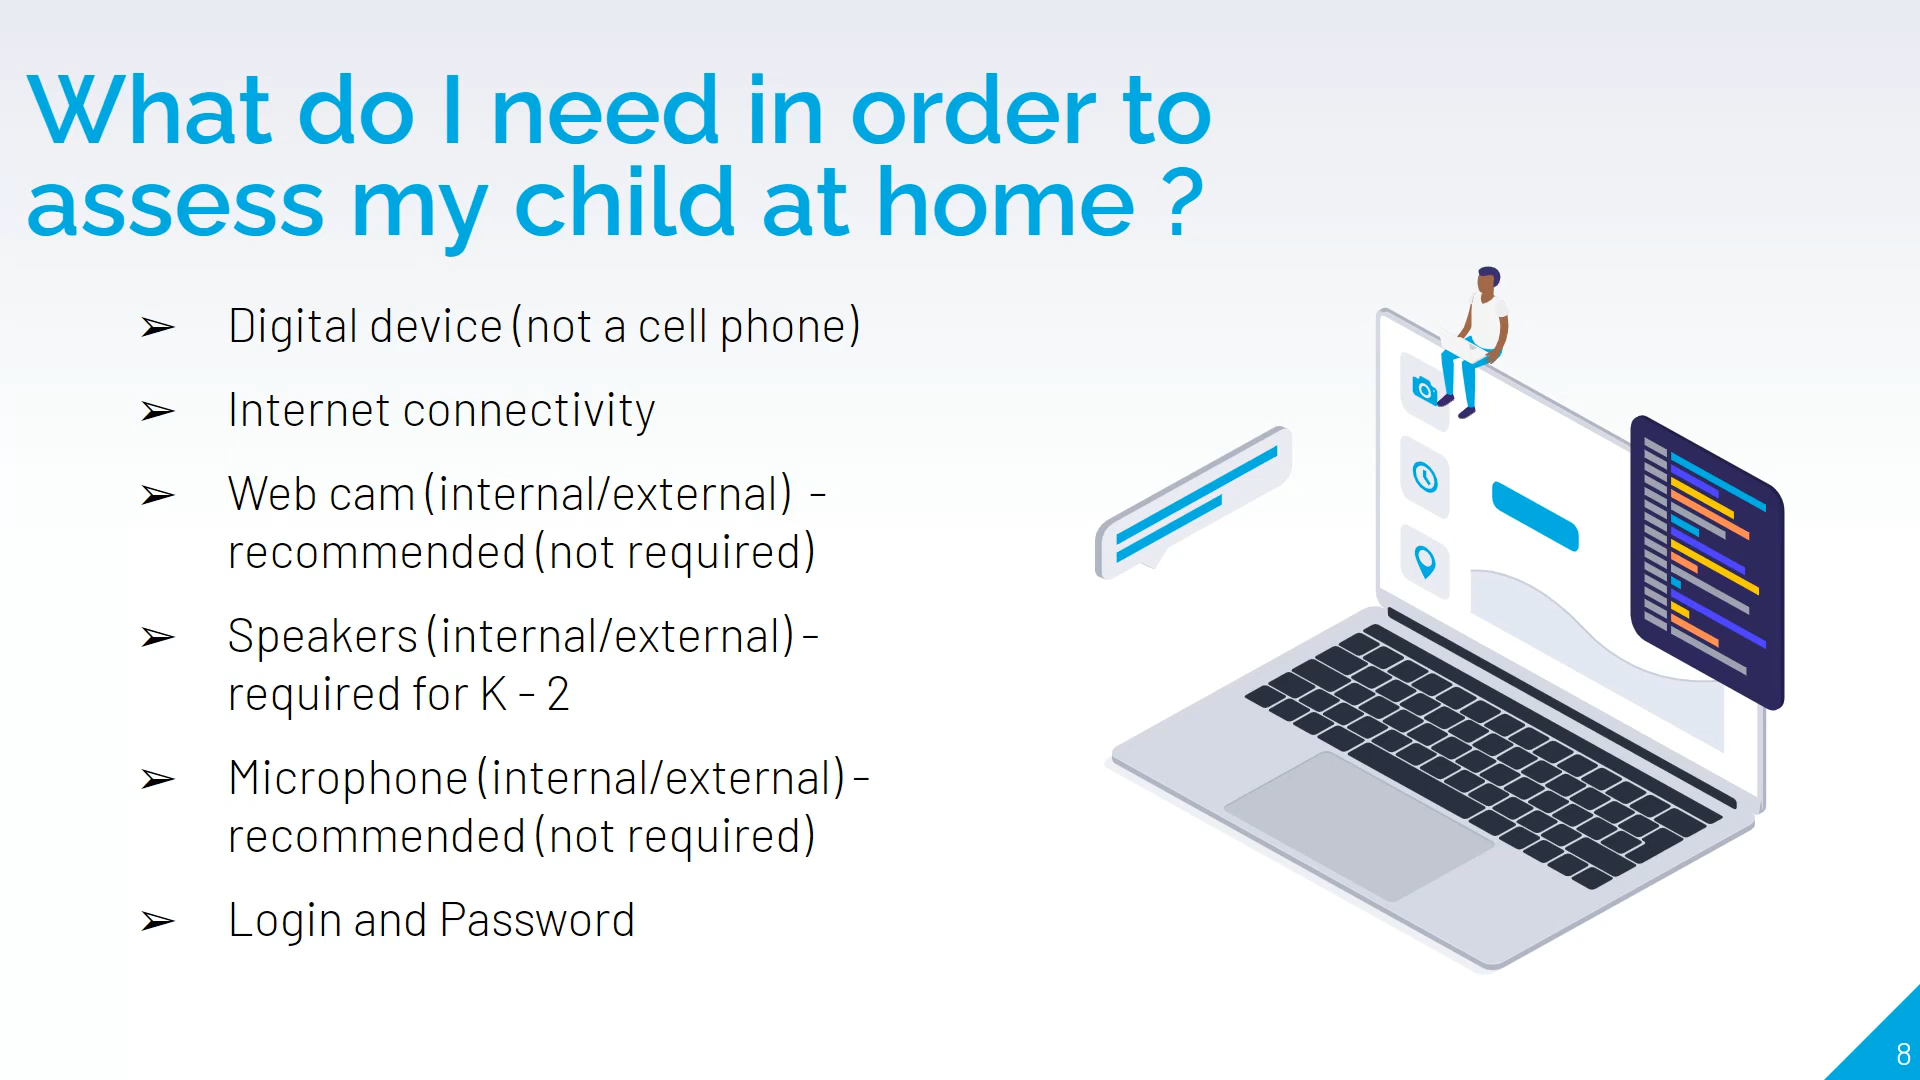 What do I need in order to
assess my child at home ?
➢ Digital device (not a cell phone)
➢ Internet connectivity
➢ Web cam (internal/external) -
recommended (not required)
➢ Speakers (internal/external) -
required for K - 2
➢ Microphone (internal/external) -
recommended (not required)
➢ Login and Password
8